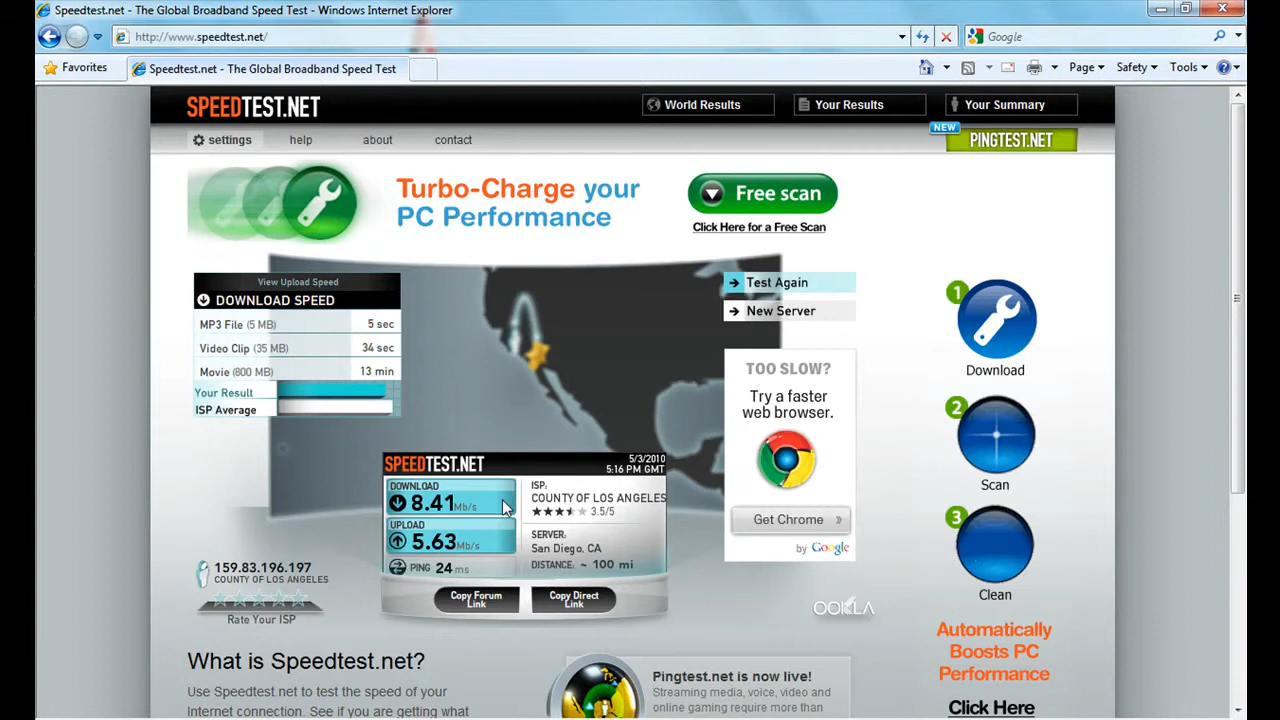 Speedtest.net - The Global Broadband Speed Test - Windows Internet Explorer
http://www.speedtest.net/
Google
Favorites
Speedtest.net - The Global Broadband Speed Test
Page
Safety
Tools
SPEEDTEST.NET
World Results
Your Results
Your Summary
settings
help
about
contact
NEW
PINGTEST.NET
Turbo-Charge your
PC Performance
Free scan
Click Here for a Free Scan
View Upload Speed
DOWNLOAD SPEED
MP3 File (5 MB) 5 sec
Video Clip (35 MB) 34 sec
Movie (800 MB) 13 min
Your Result
ISP Average
Test Again
New Server
TOO SLOW?
Try a faster
web browser.
Get Chrome »
by Google
1
Download
2
Scan
3
Clean
SPEEDTEST.NET
5/3/2010
5:16 PM GMT
DOWNLOAD
8.41 Mb/s
UPLOAD
5.63 Mb/s
PING 24 ms
ISP:
COUNTY OF LOS ANGELES
3.5/5
SERVER:
San Diego, CA
DISTANCE: ~ 100 mi
Copy Forum
Link
Copy Direct
Link
159.83.196.197
COUNTY OF LOS ANGELES
Rate Your ISP
OOKLA
Automatically
Boosts PC
Performance
Click Here
What is Speedtest.net?
Use Speedtest.net to test the speed of your
Internet connection. See if you are getting what
Pingtest.net is now live!
Streaming media, voice, video and
online gaming require more than